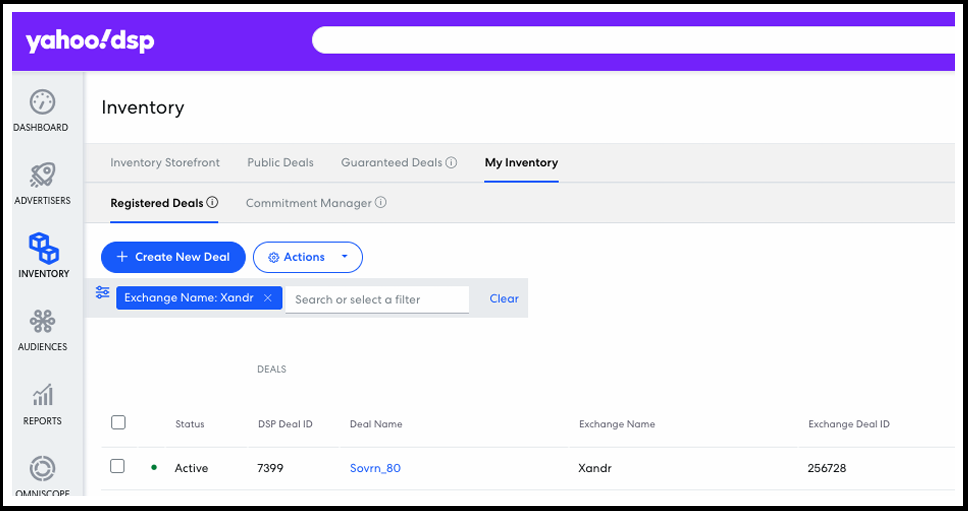 yahoo!dsp
Inventory
DASHBOARD
Inventory Storefront Public Deals Guaranteed Deals My Inventory
ADVERTISERS
Registered Deals Commitment Manager
+ Create New Deal Actions
INVENTORY
Exchange Name: Xandr × Search or select a filter Clear
AUDIENCES
DEALS
REPORTS
Status DSP Deal ID Deal Name Exchange Name Exchange Deal ID
Active 7399 Sovrn_80 Xandr 256728
OMNISCOPE